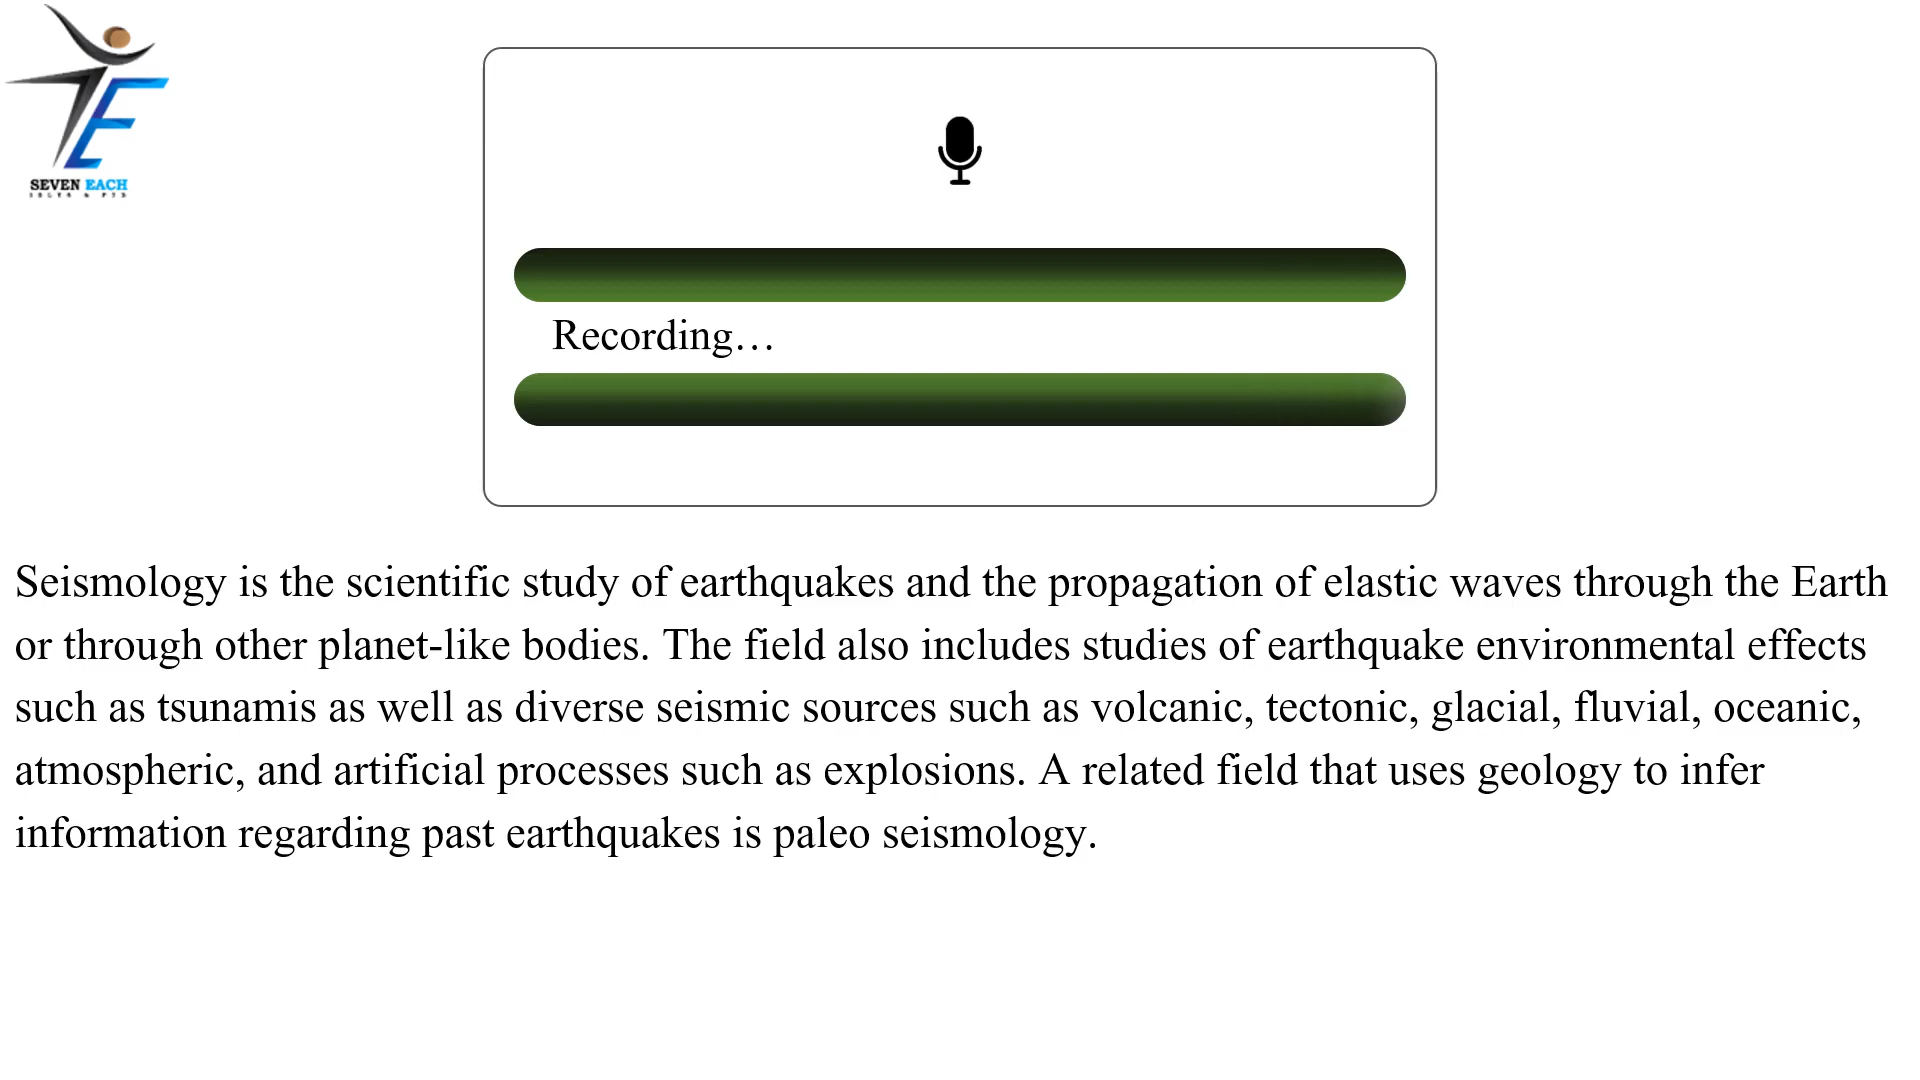 SEVEN EACH
Recording…
Seismology is the scientific study of earthquakes and the propagation of elastic waves through the Earth
or through other planet-like bodies. The field also includes studies of earthquake environmental effects
such as tsunamis as well as diverse seismic sources such as volcanic, tectonic, glacial, fluvial, oceanic,
atmospheric, and artificial processes such as explosions. A related field that uses geology to infer
information regarding past earthquakes is paleo seismology.